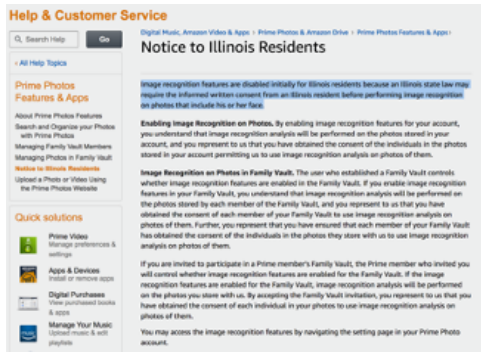 Help & Customer Service
Search Help
Go
‹ All Help Topics
Prime Photos
Features & Apps
About Prime Photos Features
Search and Organize your Photos
with Prime Photos
Managing Family Vault Members
Managing Photos in Family Vault
Notice to Illinois Residents
Upload a Photo or Video Using
the Prime Photos Website
Quick solutions
Prime Video
Manage preferences &
settings
Apps & Devices
Install or remove apps
Digital Purchases
View purchased books
& apps
Manage Your Music
Upload music & edit
playlists
Digital Music, Amazon Video & Apps › Prime Photos & Amazon Drive › Prime Photos Features & Apps ›
Notice to Illinois Residents
Image recognition features are disabled initially for Illinois residents because an Illinois state law may
require the informed written consent from an Illinois resident before performing image recognition
on photos that include his or her face.
Enabling Image Recognition on Photos. By enabling image recognition features for your account,
you understand that image recognition will be performed on the photos stored in your
account, and you represent to us that you have obtained the consent of the individuals in the photos
stored in your account permitting us to use image recognition analysis on photos of them.
Image Recognition on Photos in Family Vault. The user who established a Family Vault controls
whether image recognition features are enabled in the Family Vault. If you enable image recognition
features in your Family Vault, you understand that image recognition analysis will be performed on
the photos stored by each member of the Family Vault, and you represent to us that you have
obtained the consent of each member of your Family Vault to use image recognition analysis on
photos of them. Further, you represent that you have ensured that each member of your Family Vault
has obtained the consent of the individuals in the photos they store with us to use image recognition
analysis on photos of them.
If you are invited to participate in a Prime member's Family Vault, the Prime member who invited you
will control whether image recognition features are enabled for the Family Vault. If the image
recognition features are enabled for the Family Vault, image recognition analysis will be performed
on the photos you store with us. By accepting the Family Vault invitation, you represent to us that you
have obtained the consent of each individual in your photos to use image recognition analysis on
photos of them.
You may access the image recognition features by navigating the setting page in your Prime Photo
account.